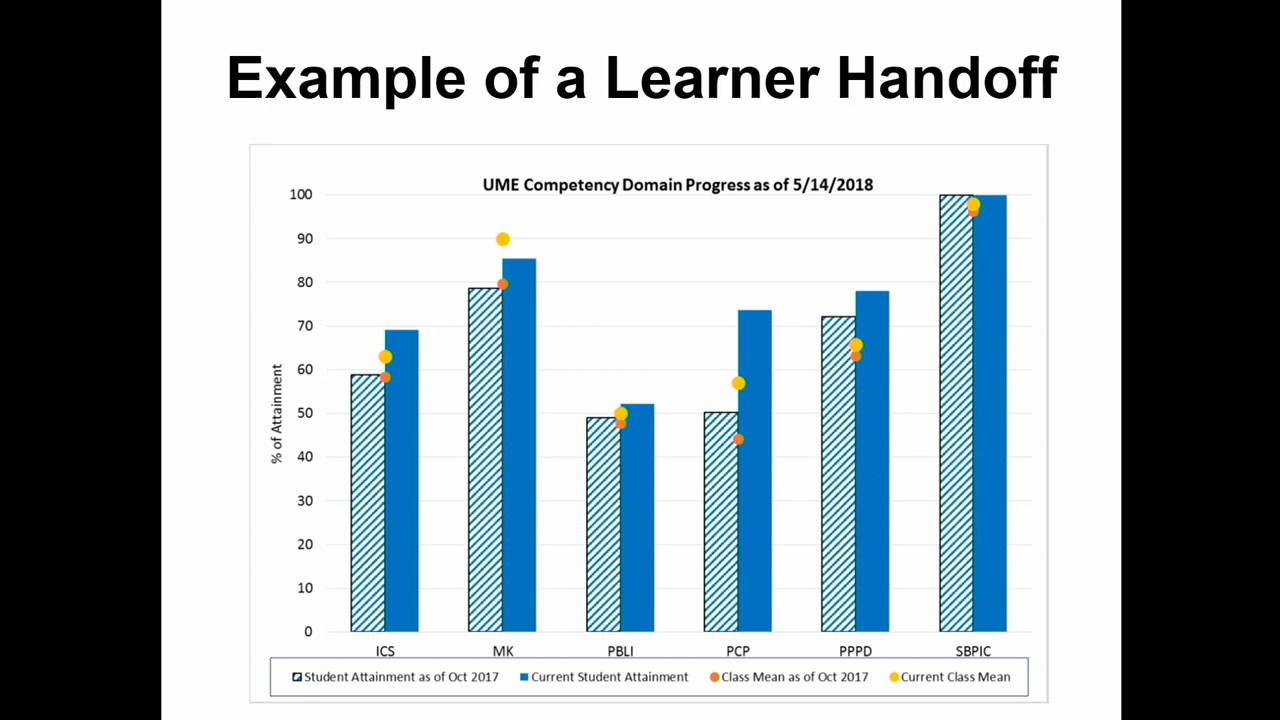 Example of a Learner Handoff
UME Competency Domain Progress as of 5/14/2018
% of Attainment
100
90
80
70
60
50
40
30
20
10
0
ICS MK PBLI PCP PPPD SBPIC
Student Attainment as of Oct 2017 Current Student Attainment Class Mean as of Oct 2017 Current Class Mean